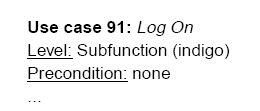 Use case 91: Log On
Level: Subfunction (indigo)
Precondition: none
...